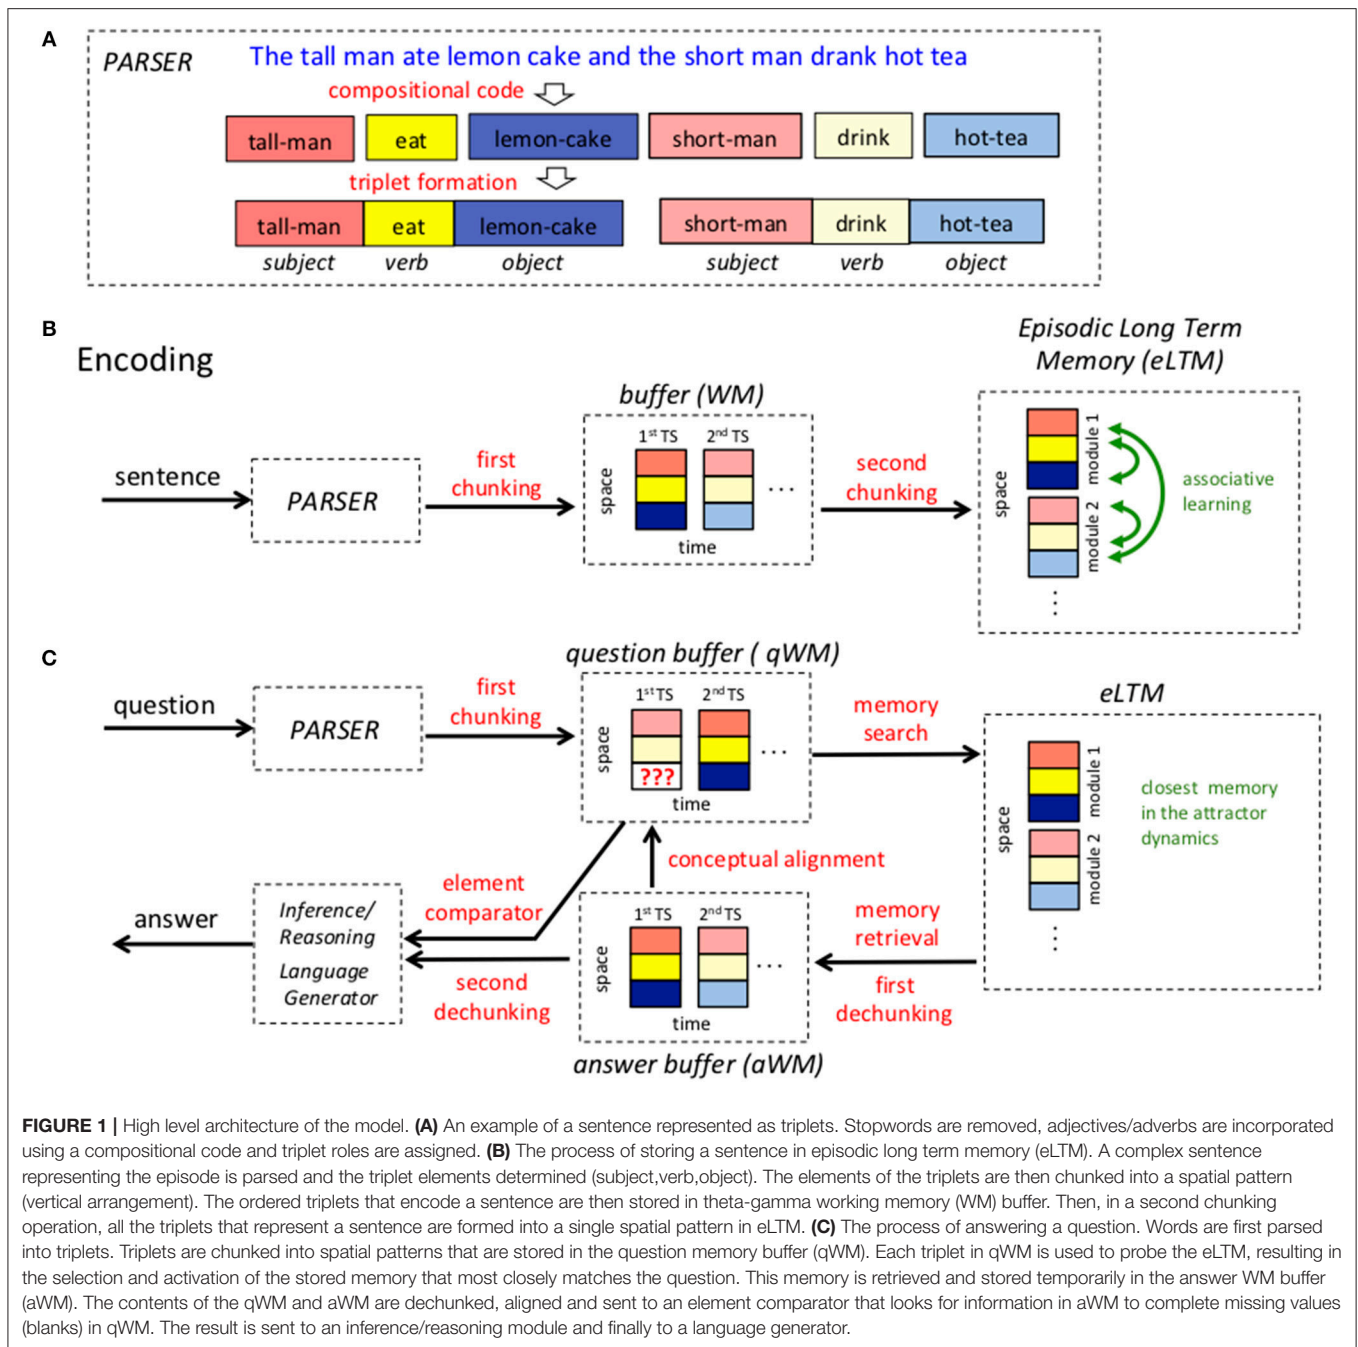 A
PARSER
The tall man ate lemon cake and the short man drank hot tea
compositional code
tall-man eat lemon-cake short-man drink hot-tea
triplet formation
tall-man eat lemon-cake short-man drink hot-tea
subject verb object subject verb object
B
Encoding
Episodic Long Term
Memory (eLTM)
buffer (WM)
1st TS 2nd TS
sentence
PARSER
first
chunking
space
...
time
second
chunking
space
module 1
module 2
associative
learning
...
C
question buffer ( qWM)
eLTM
question
PARSER
first
chunking
1st TS 2nd TS
space
???
...
time
memory
search
space
module 1
module 2
closest memory
in the attractor
dynamics
...
conceptual alignment
element
comparator
answer
Inference/
Reasoning
Language
Generator
second
dechunking
1st TS 2nd TS
space
...
time
memory
retrieval
first
dechunking
answer buffer (aWM)
FIGURE 1 | High level architecture of the model. (A) An example of a sentence represented as triplets. Stopwords are removed, adjectives/adverbs are incorporated
using a compositional code and triplet roles are assigned. (B) The process of storing a sentence in episodic long term memory (eLTM). A complex sentence
representing the episode is parsed and the triplet elements determined (subject,verb,object). The elements of the triplets are then chunked into a spatial pattern
(vertical arrangement). The ordered triplets that encode a sentence are then stored in theta-gamma working memory (WM) buffer. Then, in a second chunking
operation, all the triplets that represent a sentence are formed into a single spatial pattern in eLTM. (C) The process of answering a question. Words are first parsed
into triplets. Triplets are chunked into spatial patterns that are stored in the question memory buffer (qWM). Each triplet in qWM is used to probe the eLTM, resulting in
the selection and activation of the stored memory that most closely matches the question. This memory is retrieved and stored temporarily in the answer WM buffer
(aWM). The contents of the qWM and aWM are dechunked, aligned and sent to an element comparator that looks for information in aWM to complete missing values
(blanks) in qWM. The result is sent to an inference/reasoning module and finally to a language generator.